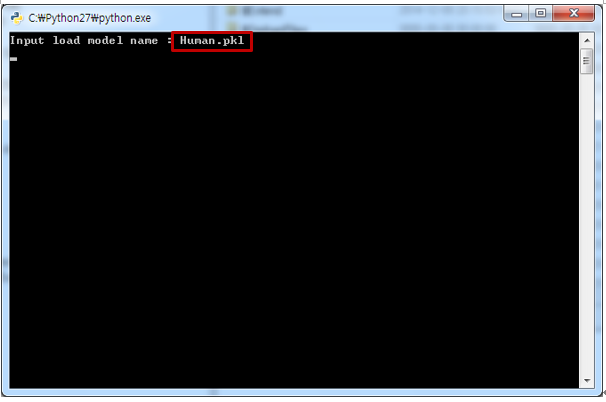 C:₩Python27₩python.exe
Input load model name : Human.pkl